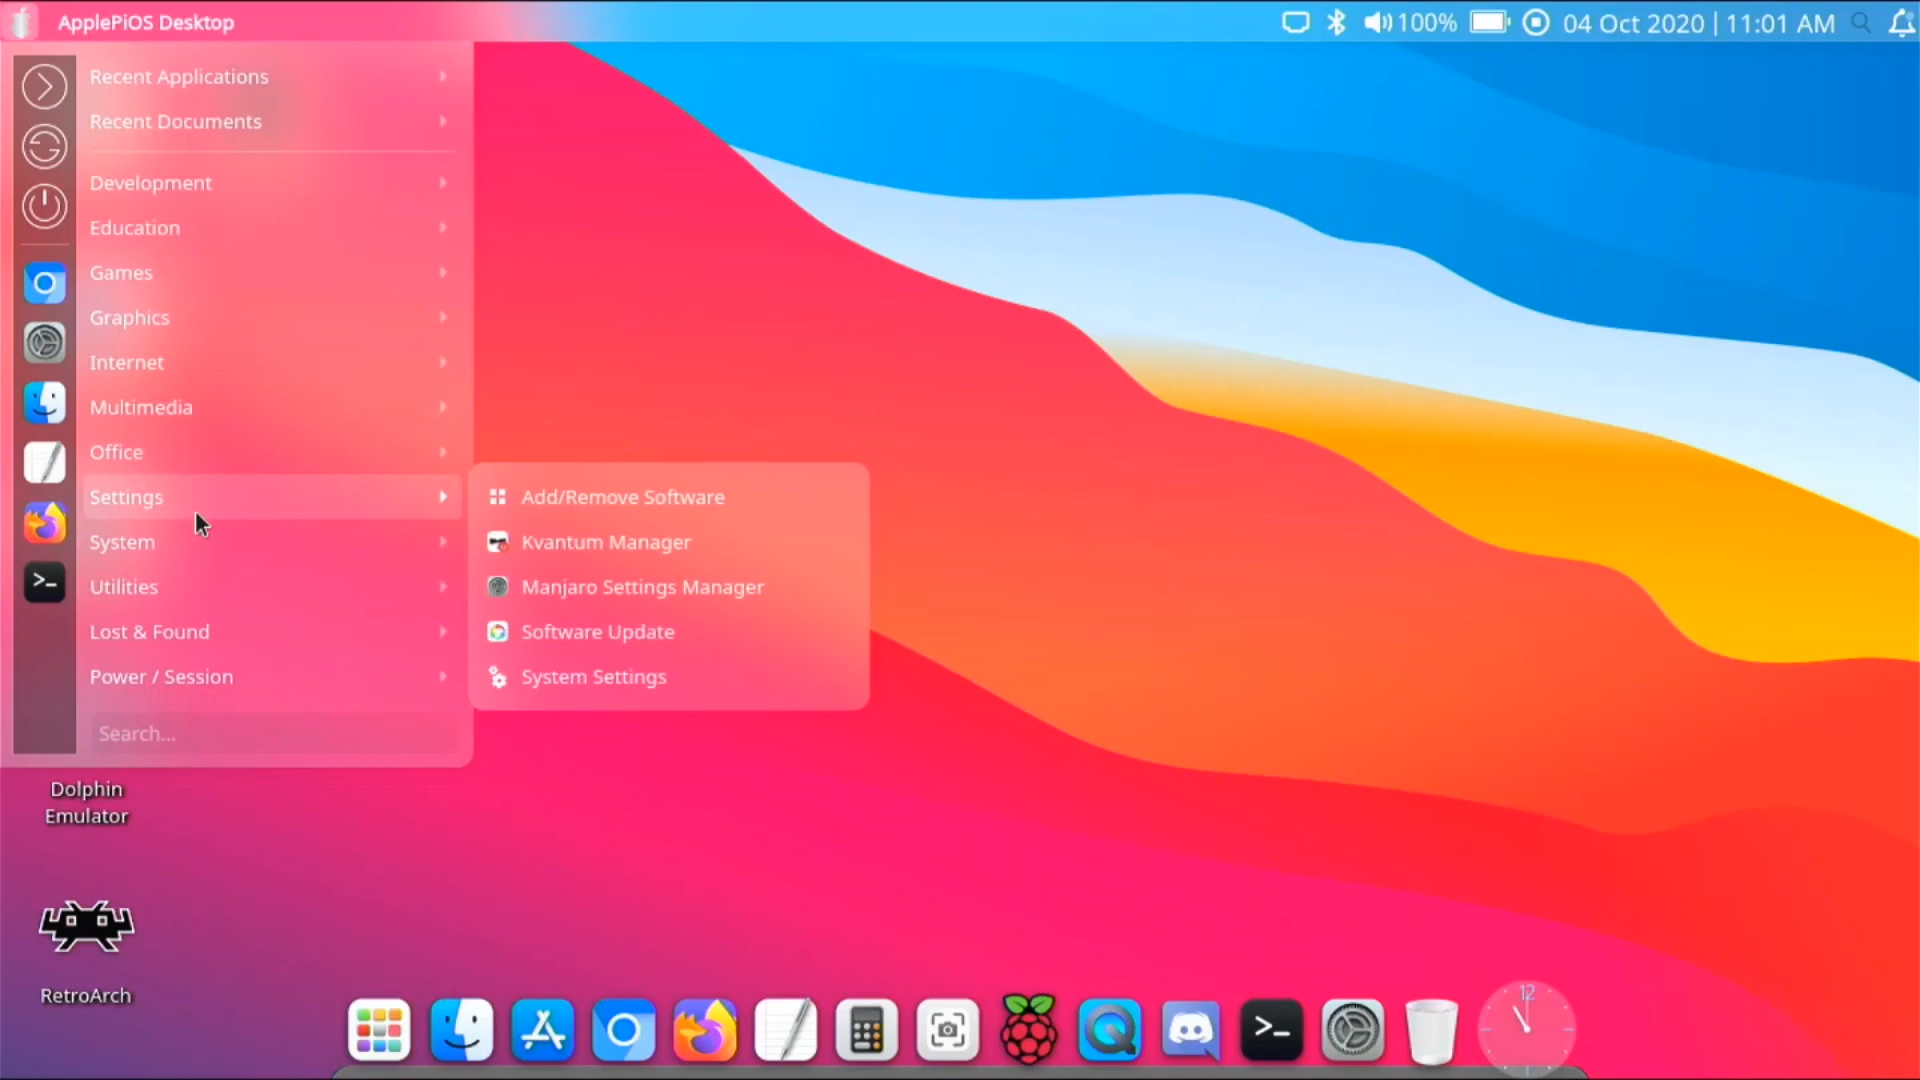 ApplePiOS Desktop
100%
04 Oct 2020 | 11:01 AM
Recent Applications
Recent Documents
Development
Education
Games
Graphics
Internet
Multimedia
Office
Settings
System
Utilities
Lost & Found
Power / Session
Search...
Add/Remove Software
Kvantum Manager
Manjaro Settings Manager
Software Update
System Settings
Dolphin
Emulator
RetroArch
>_
>_
12